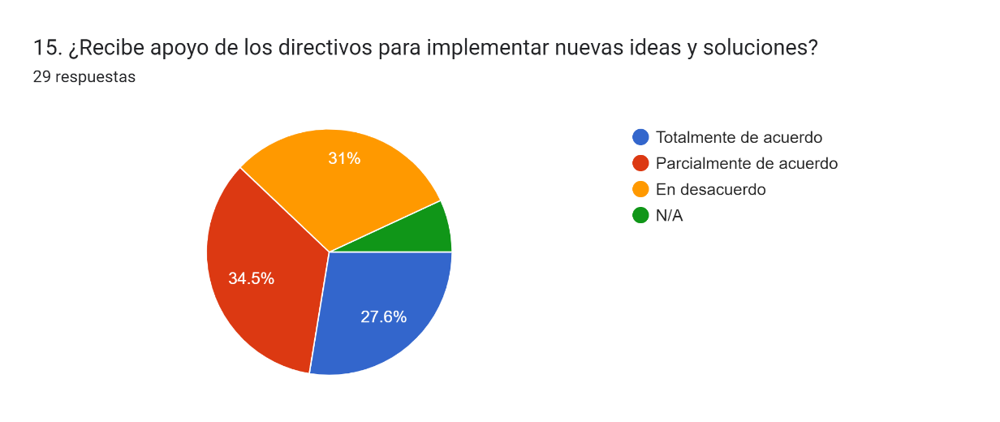 15. ¿Recibe apoyo de los directivos para implementar nuevas ideas y soluciones?
29 respuestas
31%
34.5%
27.6%
Totalmente de acuerdo
Parcialmente de acuerdo
En desacuerdo
N/A